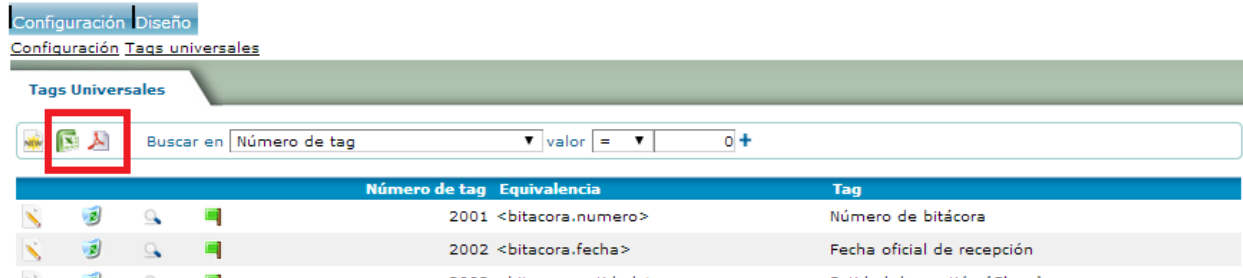 Configuración Diseño
Configuración Tags universales
Tags Universales
NEW Buscar en Número de tag valor = 0 +
Número de tag Equivalencia Tag
2001 <bitacora.numero> Número de bitácora
2002 <bitacora.fecha> Fecha oficial de recepción